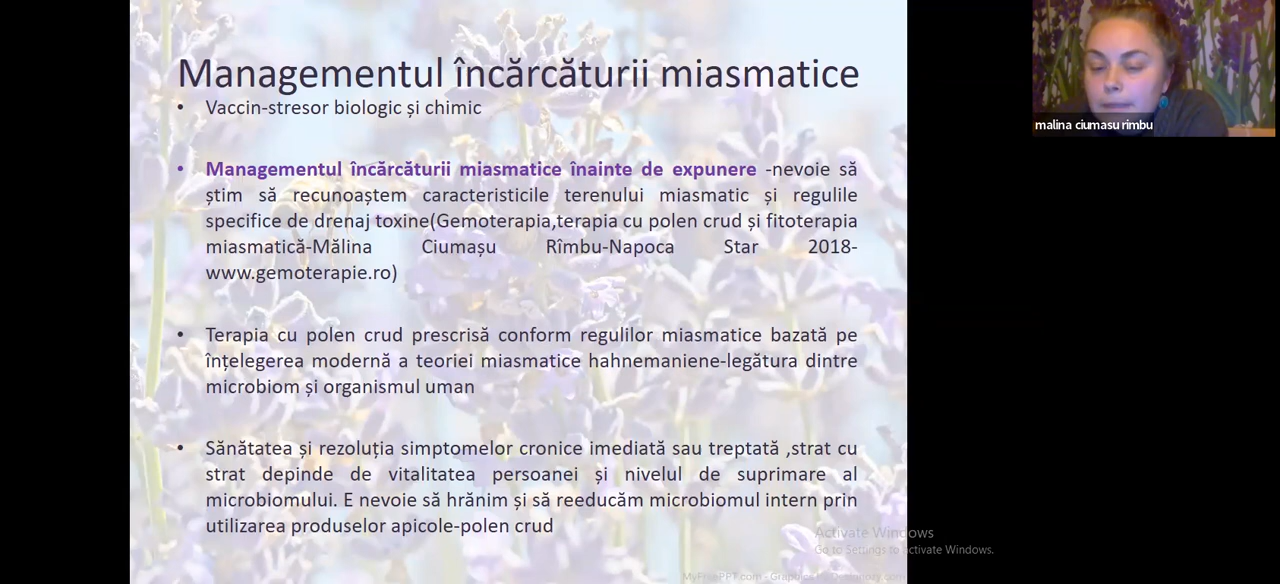 Managementul încărcăturii miasmatice
• Vaccin-stresor biologic și chimic
• Managementul încărcăturii miasmatice înainte de expunere -nevoie să
știm să recunoaștem caracteristicile terenului miasmatic și regulile
specifice de drenaj toxine(Gemoterapia,terapia cu polen crud și fitoterapia
miasmatică-Mălina Ciumașu Rîmbu-Napoca Star 2018-
www.gemoterapie.ro)
• Terapia cu polen crud prescrisă conform regulilor miasmatice bazată pe
înțelegerea modernă a teoriei miasmatice hahnemaniene-legătura dintre
microbiom și organismul uman
• Sănătatea și rezoluția simptomelor cronice imediată sau treptată ,strat cu
strat depinde de vitalitatea persoanei și nivelul de suprimare al
microbiomului. E nevoie să hrănim și să reeducăm microbiomul intern prin
utilizarea produselor apicole-polen crud
malina ciumasu rimbu
Activate Windows
Go to Settings to activate Windows.
MyFreePPT.com - Graphics